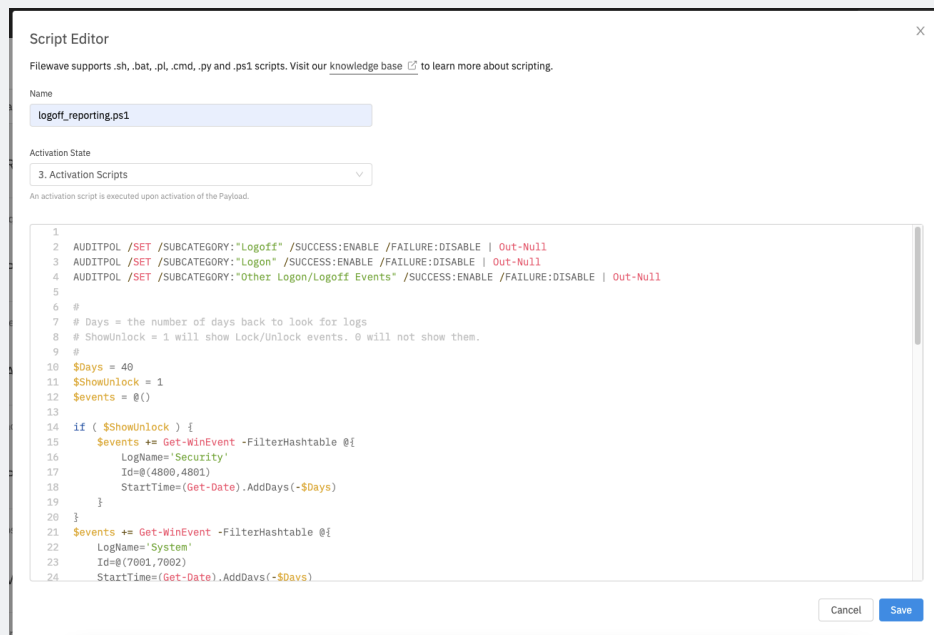 Script Editor
Filewave supports .sh, .bat, .pl, .cmd, .py and .ps1 scripts. Visit our knowledge base to learn more about scripting.
Name
logoff_reporting.ps1
Activation State
3. Activation Scripts
An activation script is executed upon activation of the Payload.
1
2 AUDITPOL /SET /SUBCATEGORY:"Logoff" /SUCCESS:ENABLE /FAILURE:DISABLE | Out-Null
3 AUDITPOL /SET /SUBCATEGORY:"Logon" /SUCCESS:ENABLE /FAILURE:DISABLE | Out-Null
4 AUDITPOL /SET /SUBCATEGORY:"Other Logon/Logoff Events" /SUCCESS:ENABLE /FAILURE:DISABLE | Out-Null
5
6 #
7 # Days = the number of days back to look for logs
8 # ShowUnlock = 1 will show Lock/Unlock events. 0 will not show them.
9 #
10 $Days = 40
11 $ShowUnlock = 1
12 $events = @()
13
14 if ( $ShowUnlock ) {
15 $events += Get-WinEvent -FilterHashtable @{
16 LogName='Security'
17 Id=@(4800,4801)
18 StartTime=(Get-Date).AddDays(-$Days)
19 }
20 }
21 $events += Get-WinEvent -FilterHashtable @{
22 LogName='System'
23 Id=@(7001,7002)
24 StartTime=(Get-Date).AddDays(-$Days)
Cancel Save